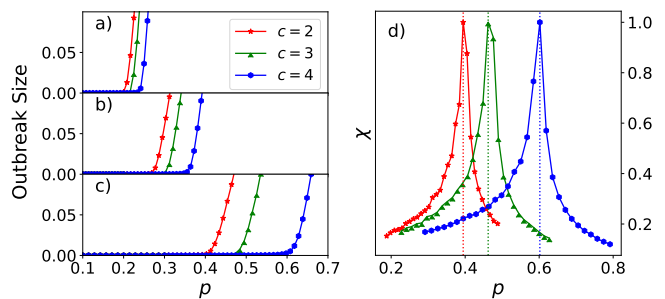 a)
c = 2
c = 3
c = 4
0.05
0.00
b)
0.05
0.00
c)
0.05
0.00
Outbreak Size
0.1 0.2 0.3 0.4 0.5 0.6 0.7
p
d)
1.0
0.8
0.6
0.4
0.2
χ
0.2 0.4 0.6 0.8
p